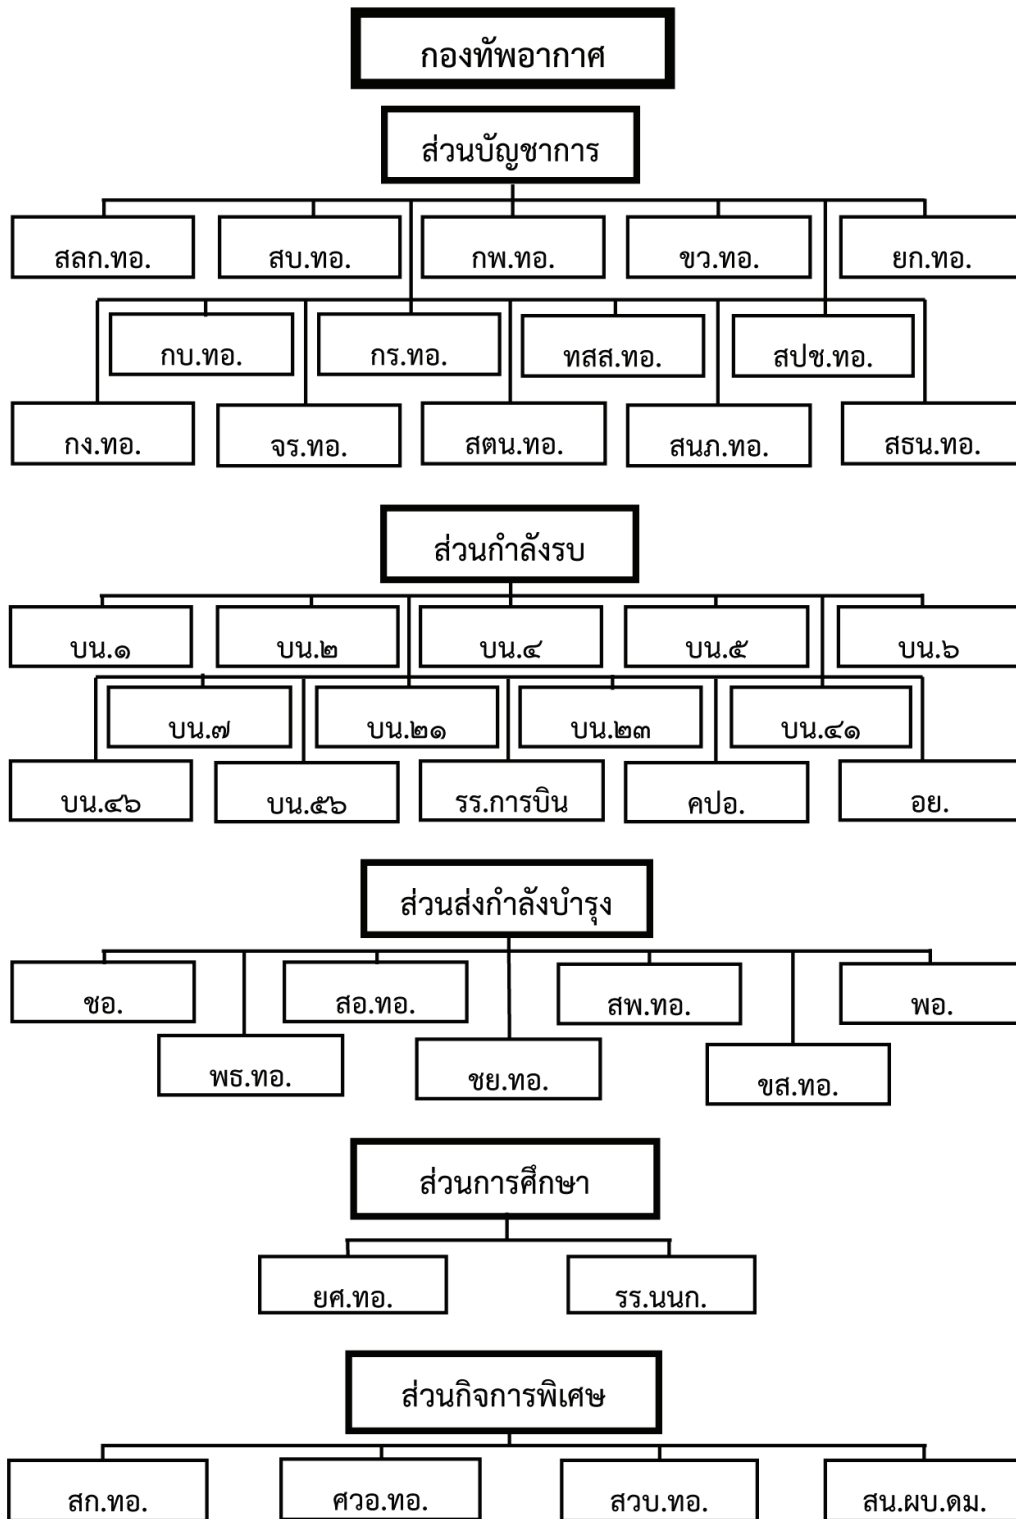 กองทัพอากาศ
ส่วนบัญชาการ
สลก.ทอ. สบ.ทอ. กพ.ทอ. ขว.ทอ. ยก.ทอ.
กบ.ทอ. กร.ทอ. ทสส.ทอ. สปช.ทอ.
กง.ทอ. จร.ทอ. สตน.ทอ. สนภ.ทอ. สธน.ทอ.
ส่วนกำลังรบ
บน.๑ บน.๒ บน.๔ บน.๕ บน.๖
บน.๗ บน.๒๑ บน.๒๓ บน.๔๑
บน.๔๖ บน.๕๖ รร.การบิน คปอ. อย.
ส่วนส่งกำลังบำรุง
ชอ. สอ.ทอ. สพ.ทอ. พอ.
พธ.ทอ. ชย.ทอ. ขส.ทอ.
ส่วนการศึกษา
ยศ.ทอ. รร.นนก.
ส่วนกิจการพิเศษ
สก.ทอ. ศวอ.ทอ. สวบ.ทอ. สน.ผบ.ดม.